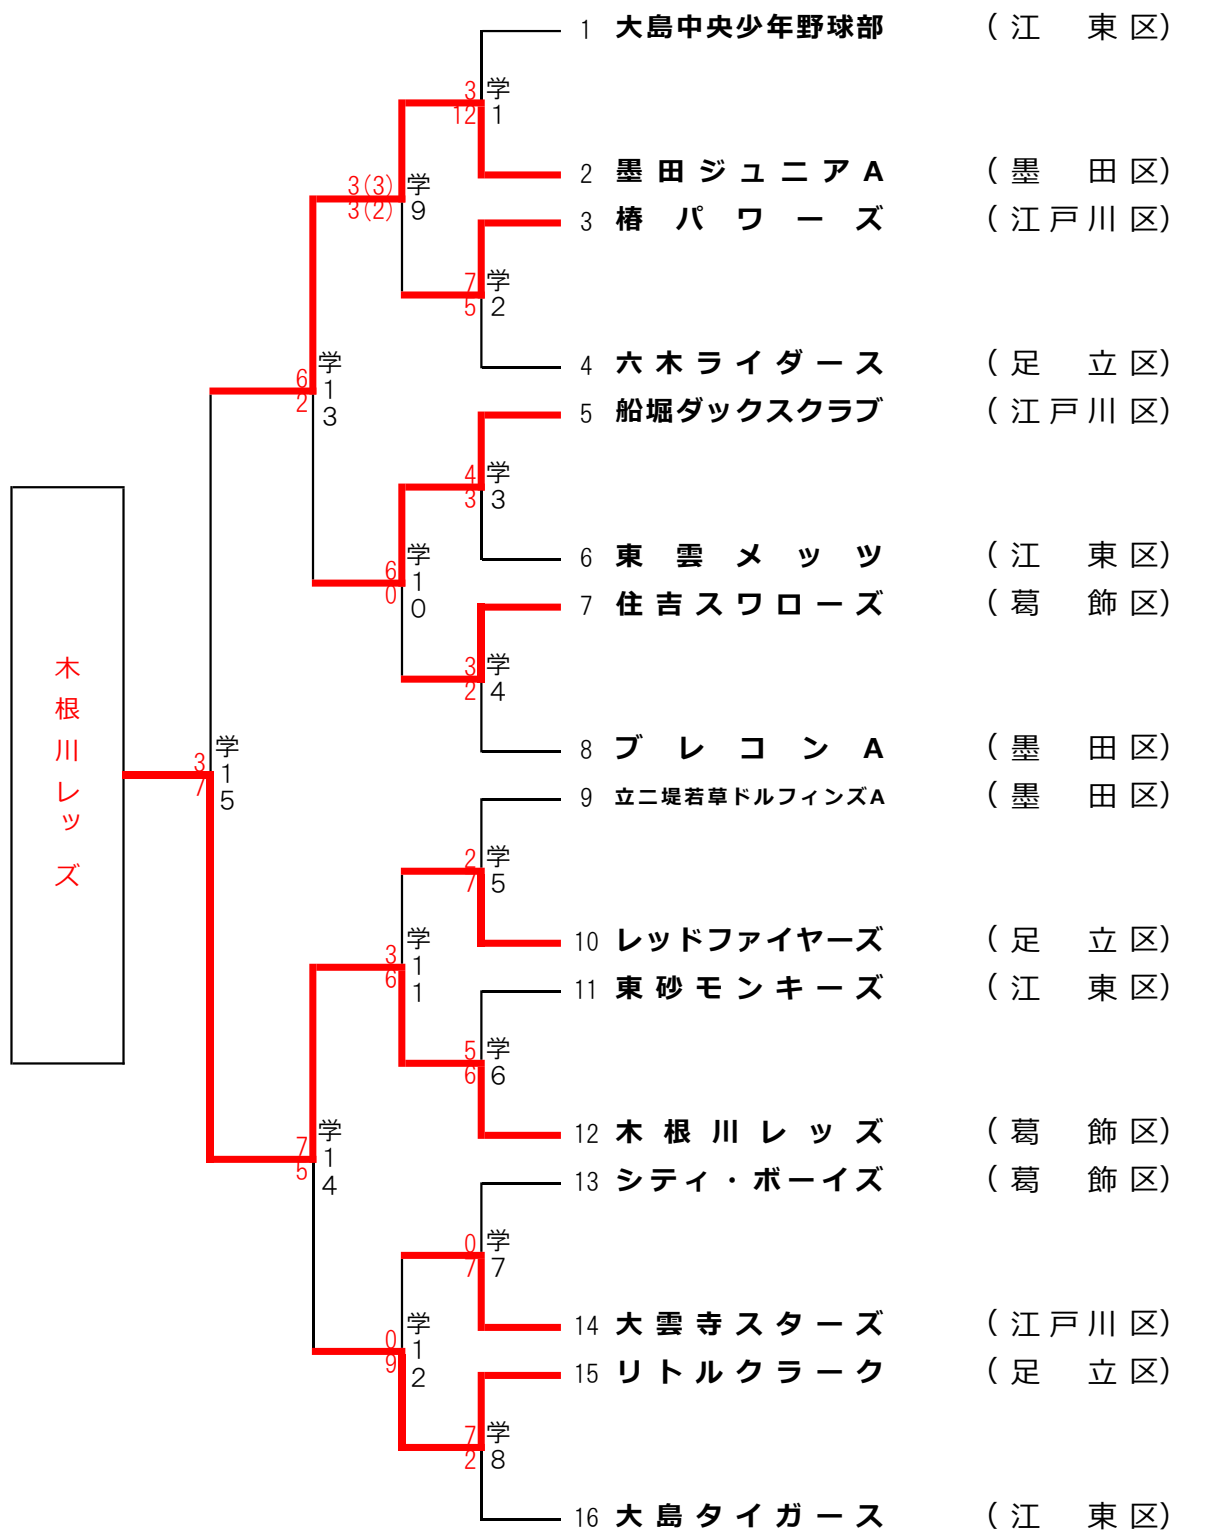 1 大島中央少年野球部 （江東区）
3 学1
12
2 墨田ジュニアA （墨田区）
3(3) 学9
3(2)
3 椿パワーズ （江戸川区）
7 学2
5
4 六木ライダース （足立区）
6 学13
2
5 船堀ダックスクラブ （江戸川区）
4 学3
3
6 東雲メッツ （江東区）
6 学10
0
7 住吉スワローズ （葛飾区）
3 学4
2
8 ブレコンA （墨田区）
木根川レッズ
3 学15
7
9 立二堤若草ドルフィンズA （墨田区）
2 学5
7
10 レッドファイヤーズ （足立区）
3 学11
6
11 東砂モンキーズ （江東区）
5 学6
6
12 木根川レッズ （葛飾区）
7 学14
5
13 シティ・ボーイズ （葛飾区）
0 学7
7
14 大雲寺スターズ （江戸川区）
0 学12
9
15 リトルクラーク （足立区）
7 学8
2
16 大島タイガース （江東区）